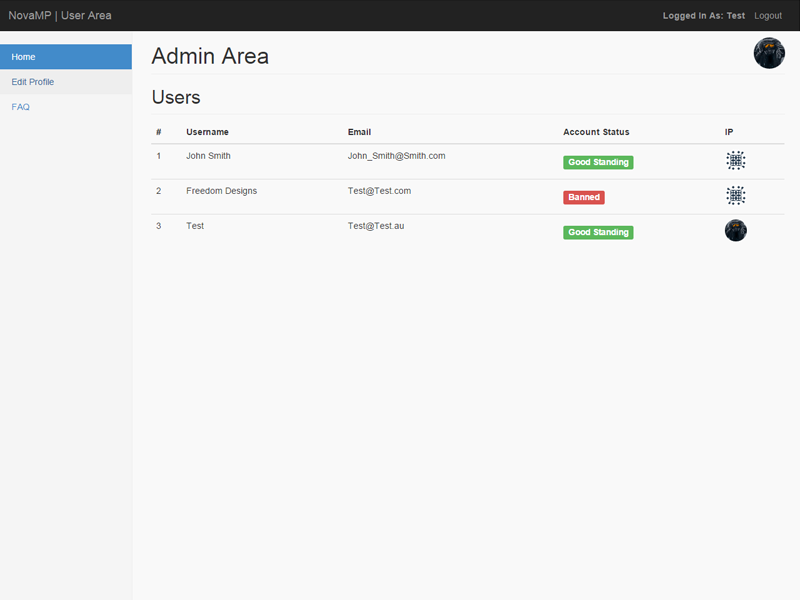 NovaMP | User Area
Logged In As: Test Logout
Home
Edit Profile
FAQ
Admin Area
Users
# Username Email Account Status IP
1 John Smith John_Smith@Smith.com Good Standing
2 Freedom Designs Test@Test.com Banned
3 Test Test@Test.au Good Standing